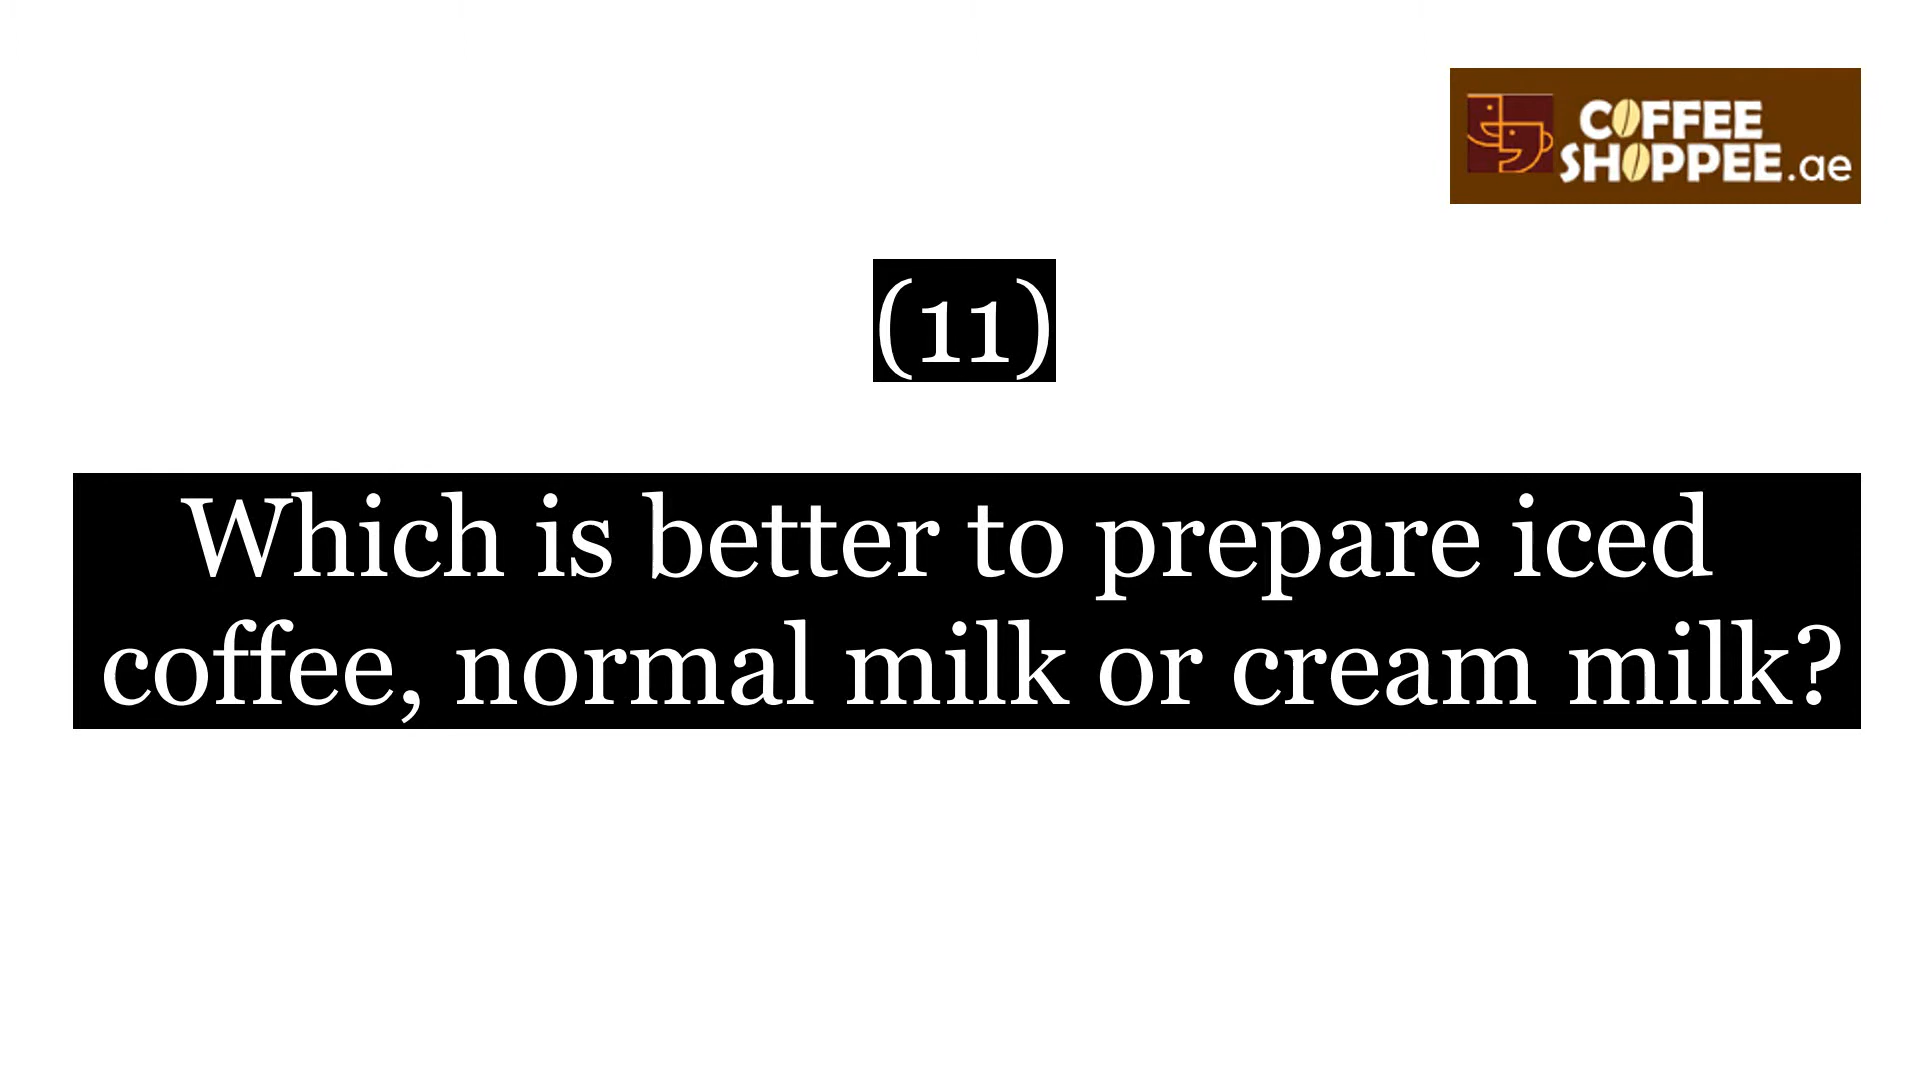 COFFEE
SHOPPEE.ae
(11)
Which is better to prepare iced
coffee, normal milk or cream milk?